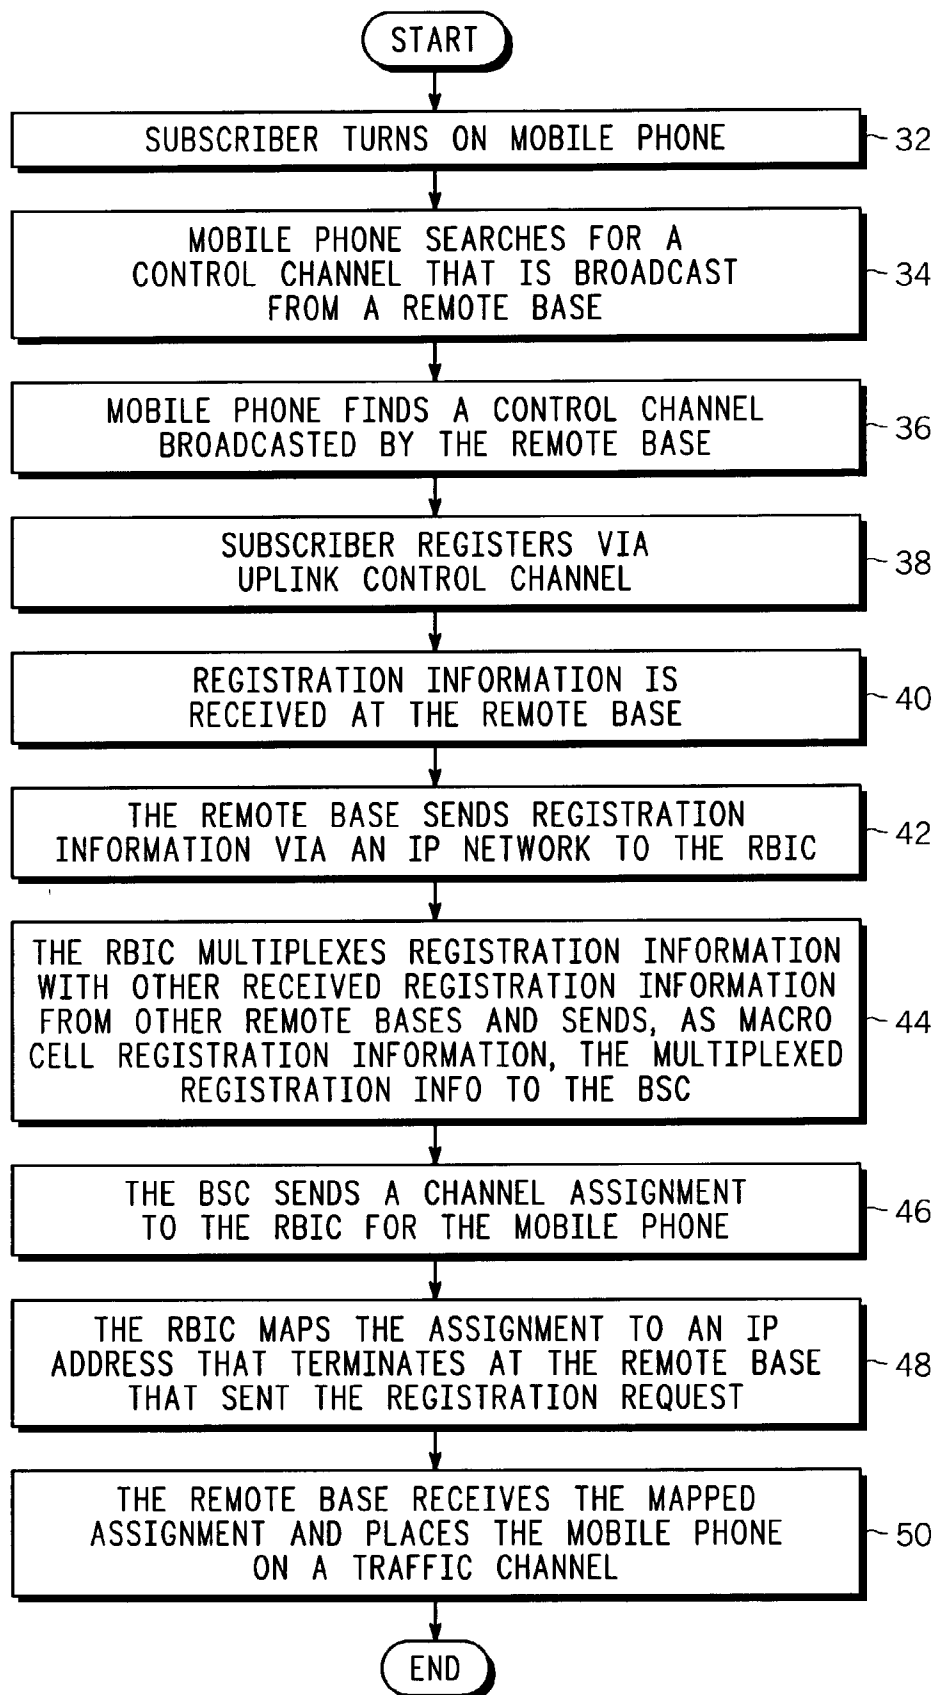 START
SUBSCRIBER TURNS ON MOBILE PHONE
32
MOBILE PHONE SEARCHES FOR A
CONTROL CHANNEL THAT IS BROADCAST
FROM A REMOTE BASE
34
MOBILE PHONE FINDS A CONTROL CHANNEL
BROADCASTED BY THE REMOTE BASE
36
SUBSCRIBER REGISTERS VIA
UPLINK CONTROL CHANNEL
38
REGISTRATION INFORMATION IS
RECEIVED AT THE REMOTE BASE
40
THE REMOTE BASE SENDS REGISTRATION
INFORMATION VIA AN IP NETWORK TO THE RBIC
42
THE RBIC MULTIPLEXES REGISTRATION INFORMATION
WITH OTHER RECEIVED REGISTRATION INFORMATION
FROM OTHER REMOTE BASES AND SENDS, AS MACRO
CELL REGISTRATION INFORMATION, THE MULTIPLEXED
REGISTRATION INFO TO THE BSC
44
THE BSC SENDS A CHANNEL ASSIGNMENT
TO THE RBIC FOR THE MOBILE PHONE
46
THE RBIC MAPS THE ASSIGNMENT TO AN IP
ADDRESS THAT TERMINATES AT THE REMOTE BASE
THAT SENT THE REGISTRATION REQUEST
48
THE REMOTE BASE RECEIVES THE MAPPED
ASSIGNMENT AND PLACES THE MOBILE PHONE
ON A TRAFFIC CHANNEL
50
END